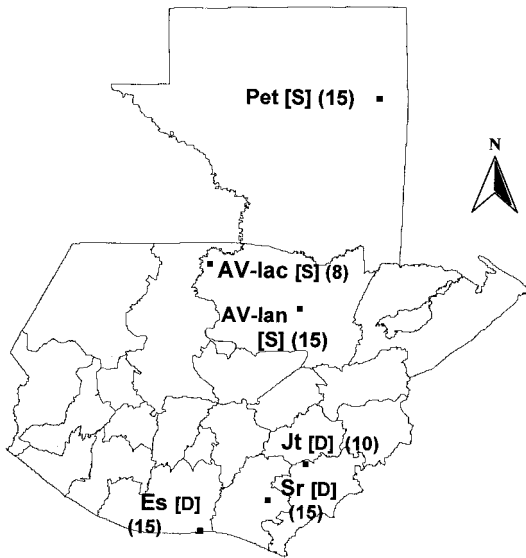 Pet [S] (15)
N
AV-lac [S] (8)
AV-lan
[S] (15)
Jt [D] (10)
Es [D]
(15)
Sr [D]
(15)